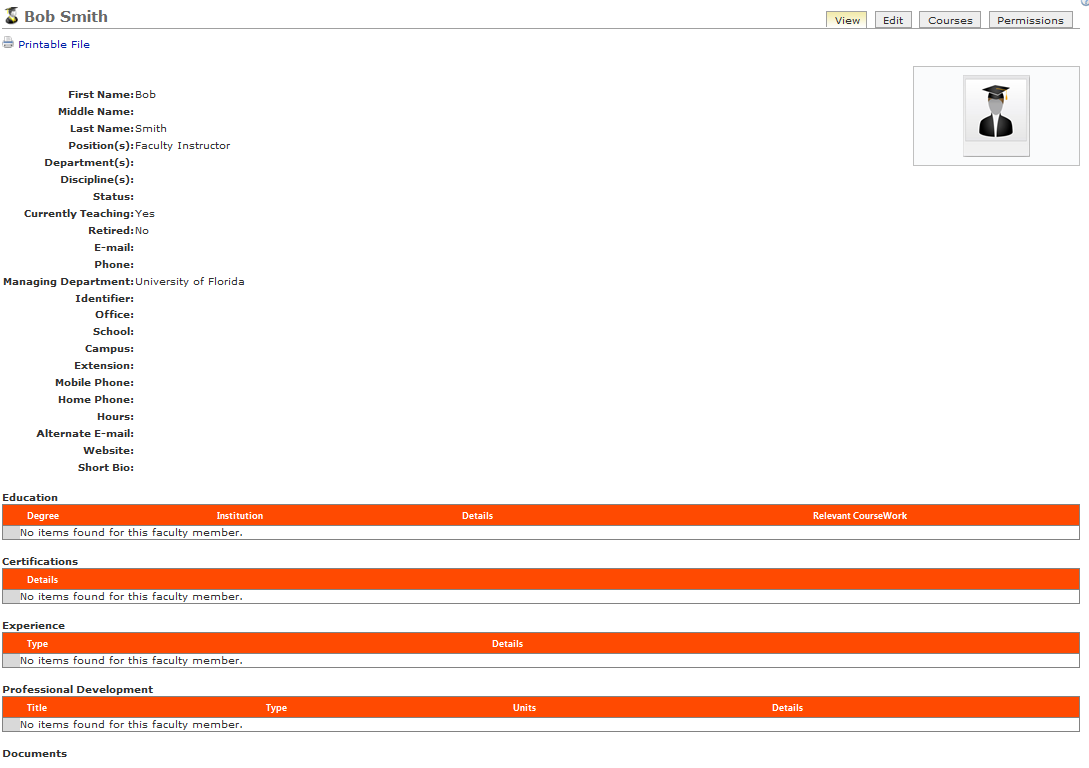 Bob Smith
View Edit Courses Permissions
Printable File
First Name: Bob
Middle Name:
Last Name: Smith
Position(s): Faculty Instructor
Department(s):
Discipline(s):
Status:
Currently Teaching: Yes
Retired: No
E-mail:
Phone:
Managing Department: University of Florida
Identifier:
Office:
School:
Campus:
Extension:
Mobile Phone:
Home Phone:
Hours:
Alternate E-mail:
Website:
Short Bio:
Education
Degree Institution Details Relevant CourseWork
No items found for this faculty member.
Certifications
Details
No items found for this faculty member.
Experience
Type Details
No items found for this faculty member.
Professional Development
Title Type Units Details
No items found for this faculty member.
Documents